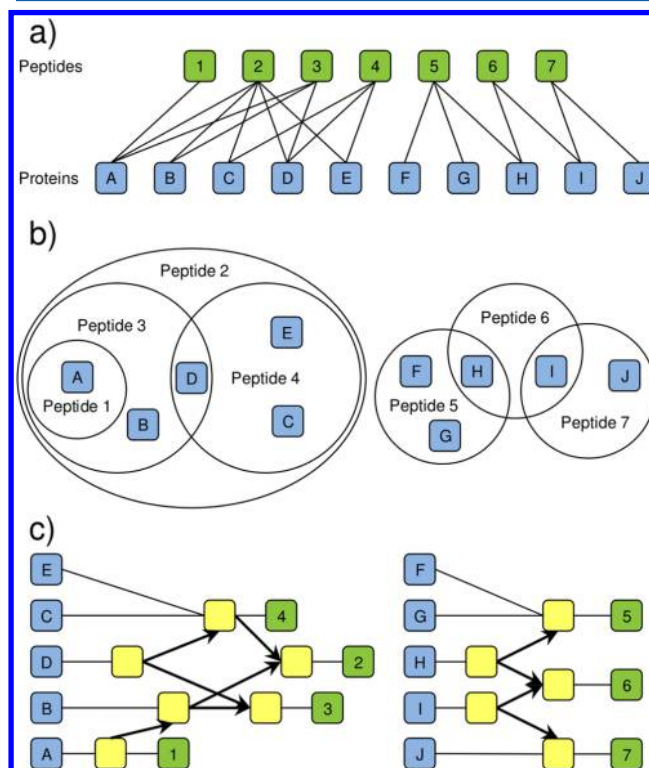 a)
Peptides 1 2 3 4 5 6 7
Proteins A B C D E F G H I J
b)
Peptide 2
Peptide 3
Peptide 6
E
A D F H I J
Peptide 4
Peptide 1 Peptide 5
B C Peptide 7
G
c)
E F
C 4 G 5
D 2 H 6
B 3 I
A 1 J 7